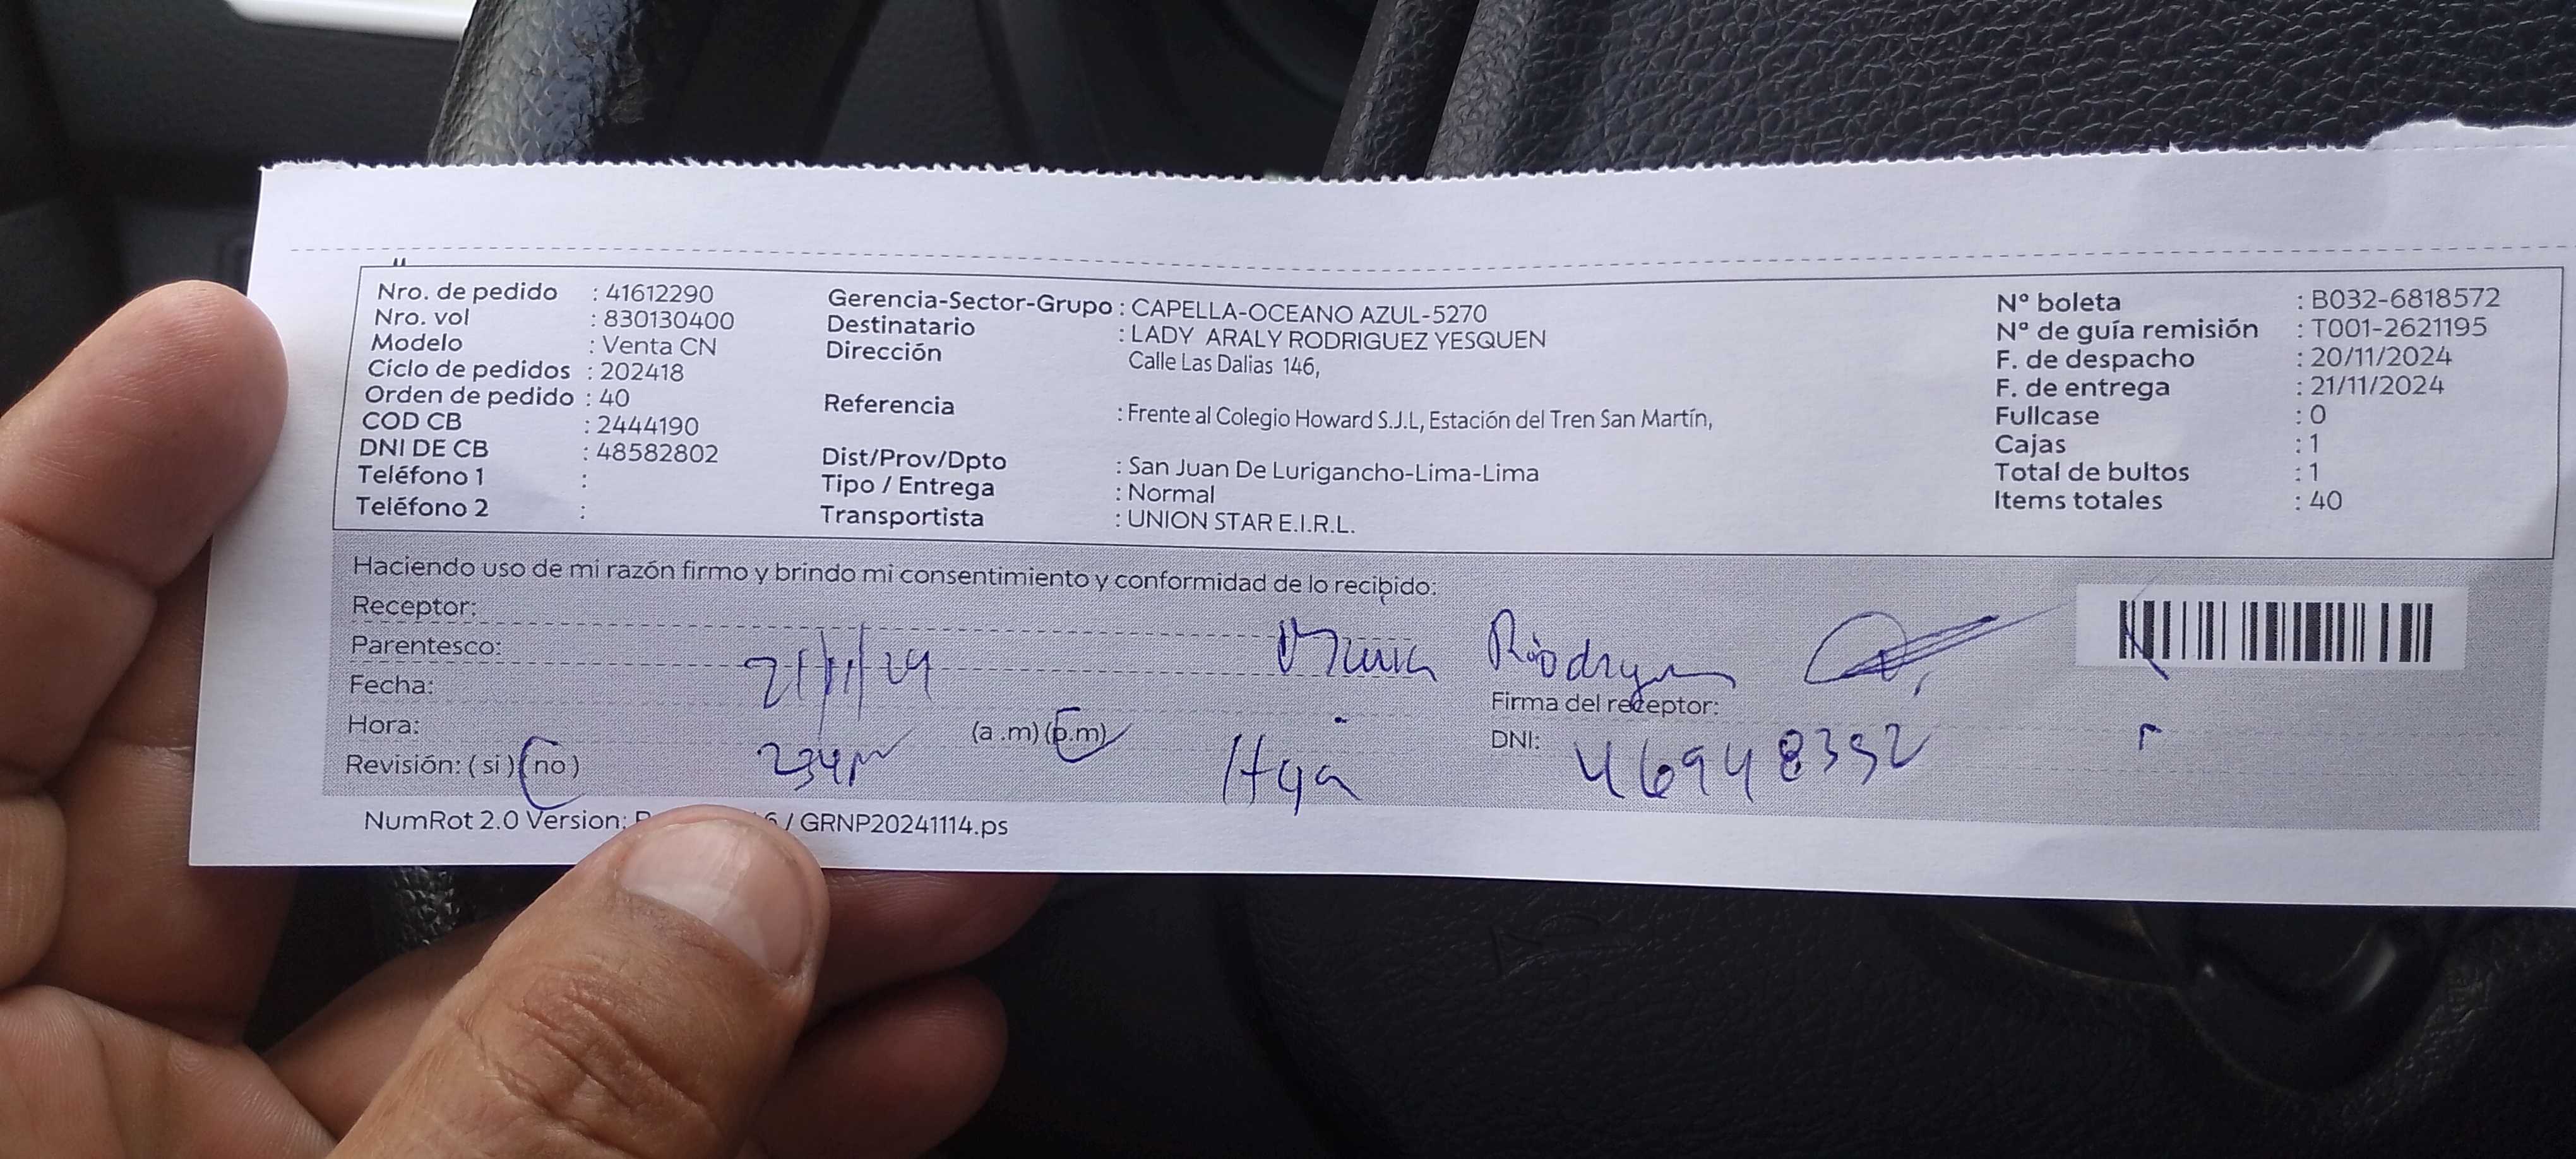 Nro. de pedido : 41612290
Nro. vol : 830130400
Modelo : Venta CN
Ciclo de pedidos : 202418
Orden de pedido : 40
COD CB : 2444190
DNI DE CB : 48582802
Teléfono 1 :
Teléfono 2 :
Gerencia-Sector-Grupo : CAPELLA-OCEANO AZUL-5270
Destinatario : LADY ARALY RODRIGUEZ YESQUEN
Dirección Calle Las Dalias 146,
Referencia : Frente al Colegio Howard S.J.L, Estación del Tren San Martín,
Dist/Prov/Dpto : San Juan De Lurigancho-Lima-Lima
Tipo / Entrega : Normal
Transportista : UNION STAR E.I.R.L.
Nº boleta : B032-6818572
Nº de guía remisión : T001-2621195
F. de despacho : 20/11/2024
F. de entrega : 21/11/2024
Fullcase : 0
Cajas : 1
Total de bultos : 1
Items totales : 40
Haciendo uso de mi razón firmo y brindo mi consentimiento y conformidad de lo recibido:
Receptor:
Parentesco:
Fecha: 21/11/24
Hora: (a .m) (p.m)
Revisión: ( si ) ( no )
Firma del receptor:
DNI: 46948392
NumRot 2.0 Version: / GRNP20241114.ps